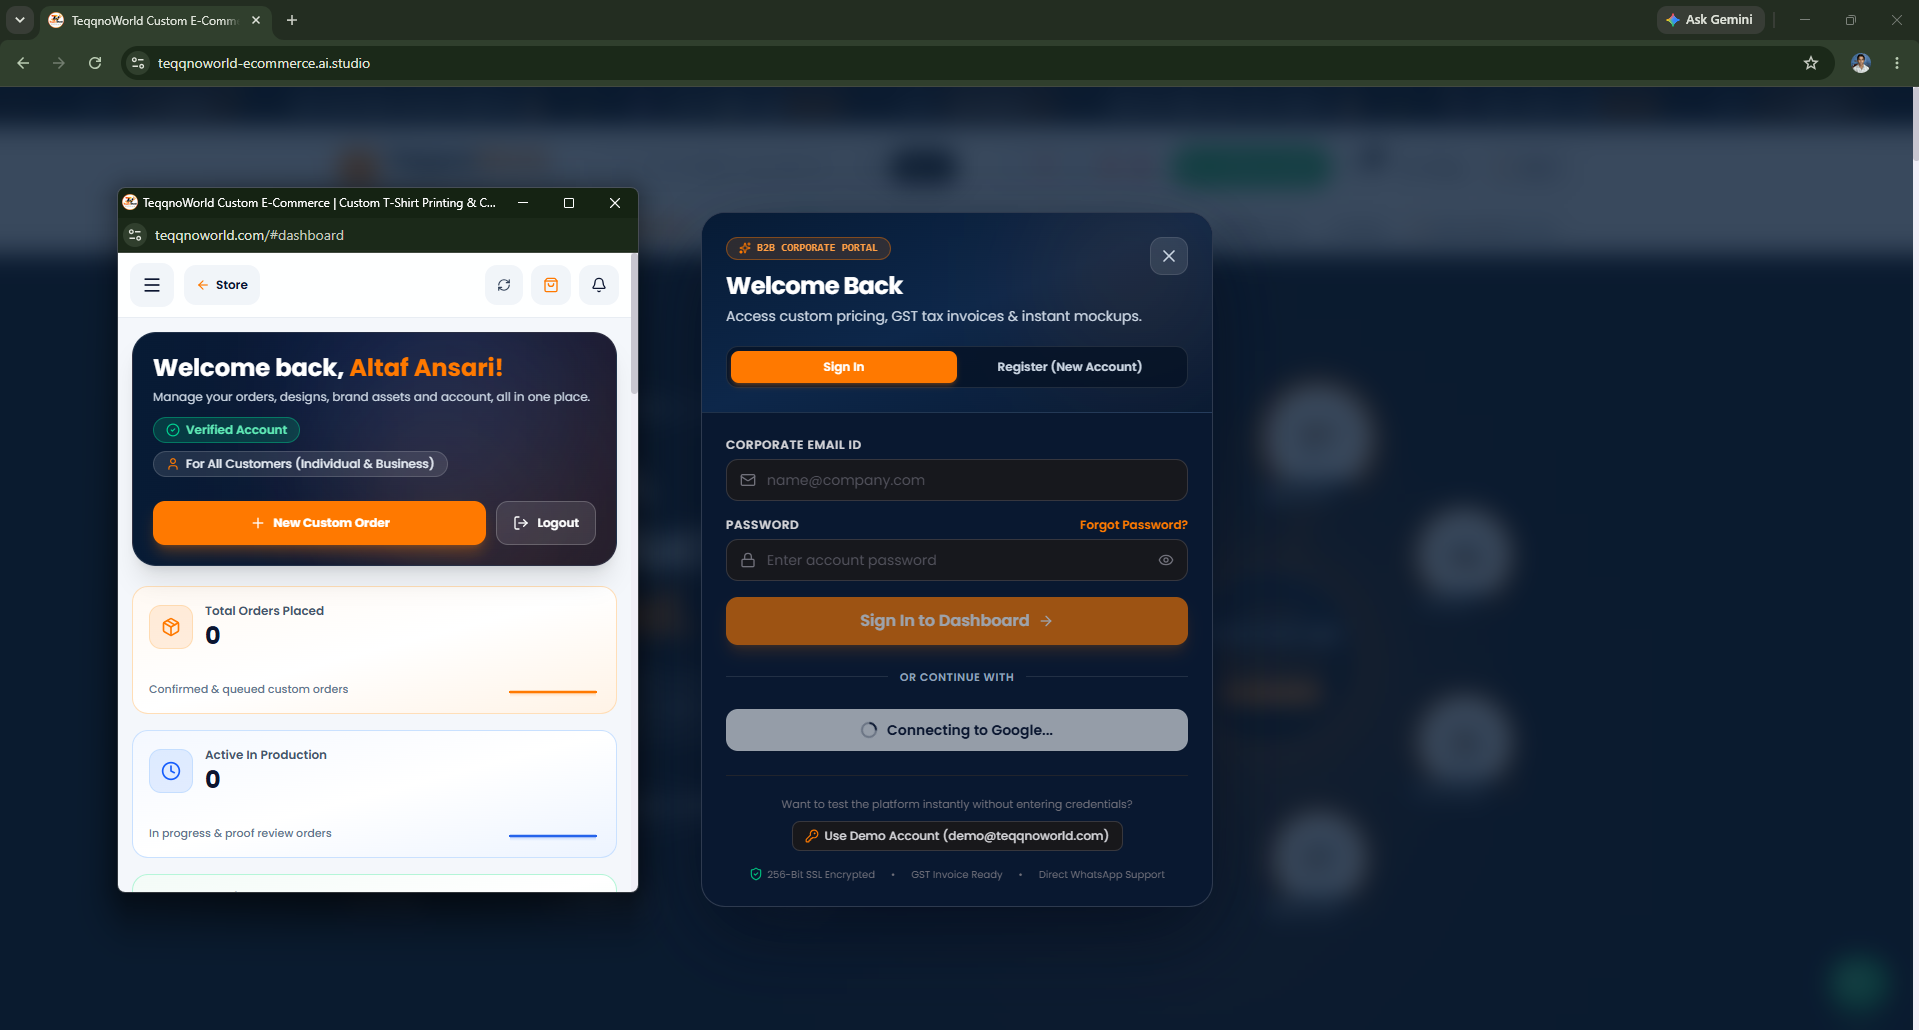 TeqqnoWorld Custom E-Comme
Ask Gemini
teqqnoworld-ecommerce.ai.studio
TeqqnoWorld Custom E-Commerce | Custom T-Shirt Printing & C...
teqqnoworld.com/#dashboard
Store
Welcome back, Altaf Ansari!
Manage your orders, designs, brand assets and account, all in one place.
Verified Account
For All Customers (Individual & Business)
New Custom Order
Logout
Total Orders Placed
0
Confirmed & queued custom orders
Active In Production
0
In progress & proof review orders
B2B CORPORATE PORTAL
Welcome Back
Access custom pricing, GST tax invoices & instant mockups.
Sign In
Register (New Account)
CORPORATE EMAIL ID
name@company.com
PASSWORD
Forgot Password?
Enter account password
Sign In to Dashboard
OR CONTINUE WITH
Connecting to Google...
Want to test the platform instantly without entering credentials?
Use Demo Account (demo@teqqnoworld.com)
256-Bit SSL Encrypted • GST Invoice Ready • Direct WhatsApp Support